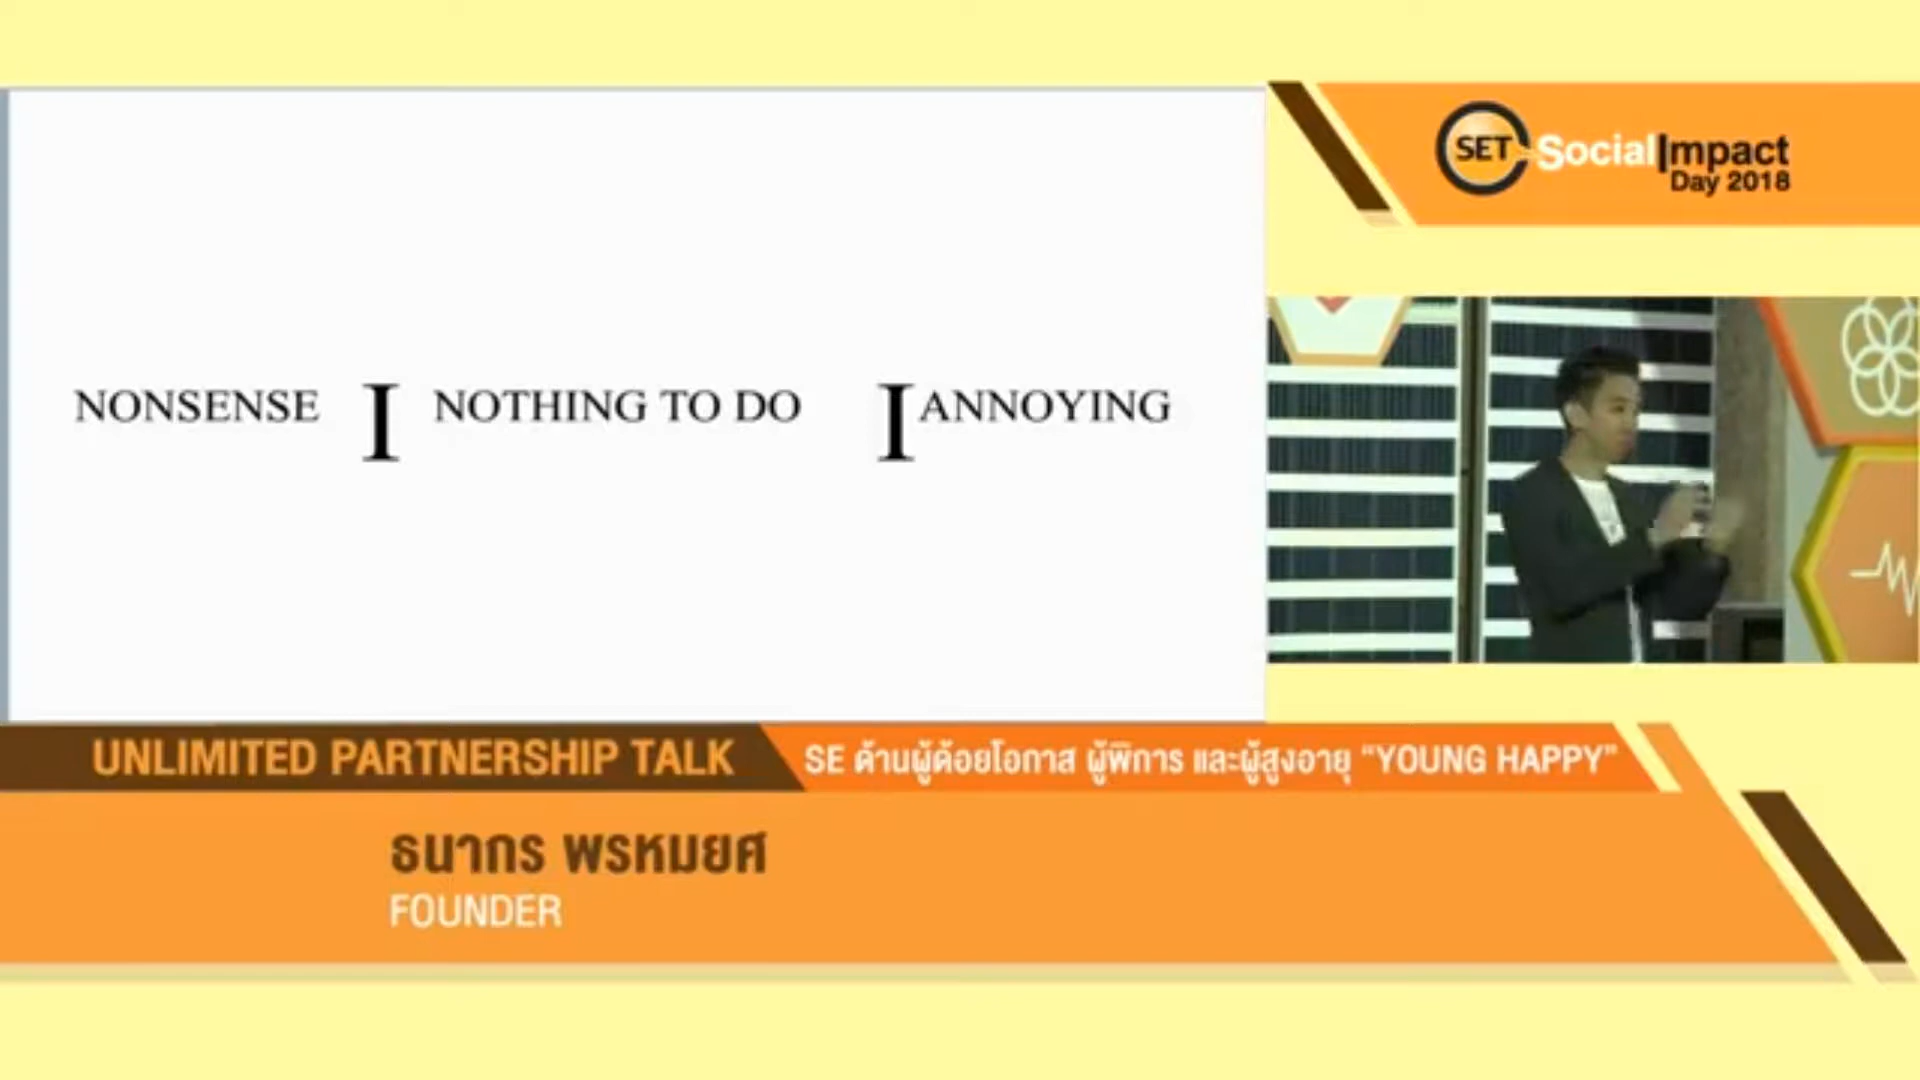 NONSENSE I NOTHING TO DO I ANNOYING
SET Social Impact
Day 2018
UNLIMITED PARTNERSHIP TALK
SE ด้านผู้ด้อยโอกาส ผู้พิการ และผู้สูงอายุ “YOUNG HAPPY”
ธนากร พรหมยศ
FOUNDER